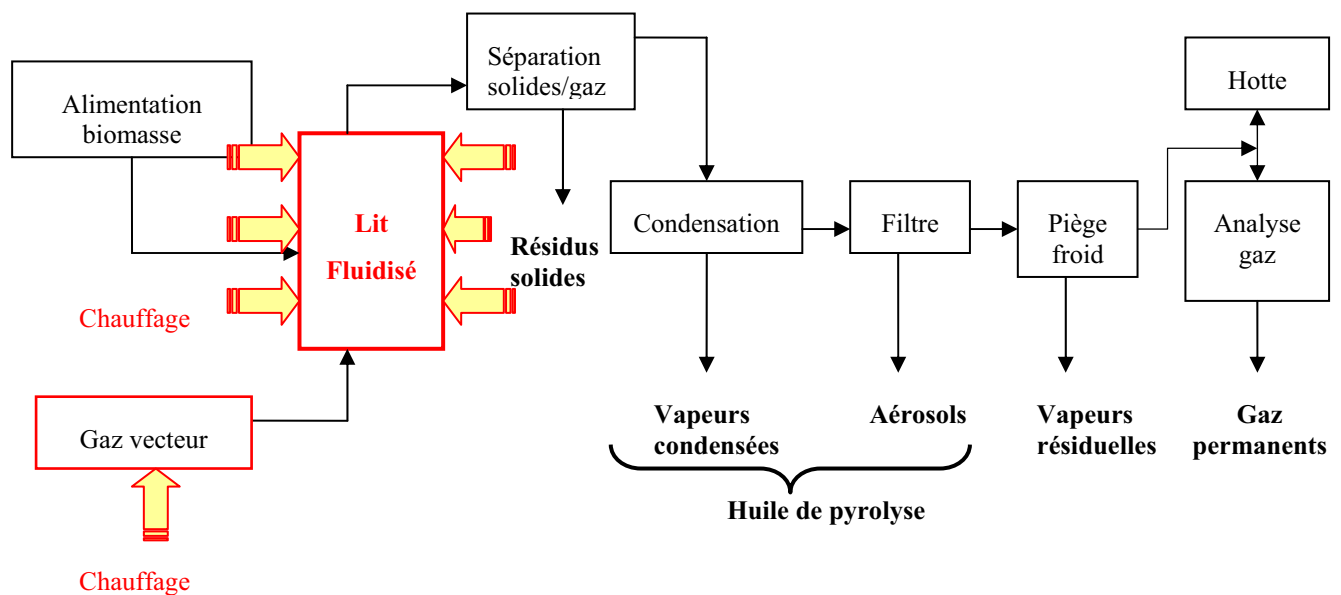 Alimentation
biomasse
Chauffage
Gaz vecteur
Chauffage
Lit
Fluidisé
Séparation
solides/gaz
Résidus
solides
Condensation
Filtre
Piège
froid
Hotte
Analyse
gaz
Vapeurs
condensées
Aérosols
Vapeurs
résiduelles
Gaz
permanents
Huile de pyrolyse